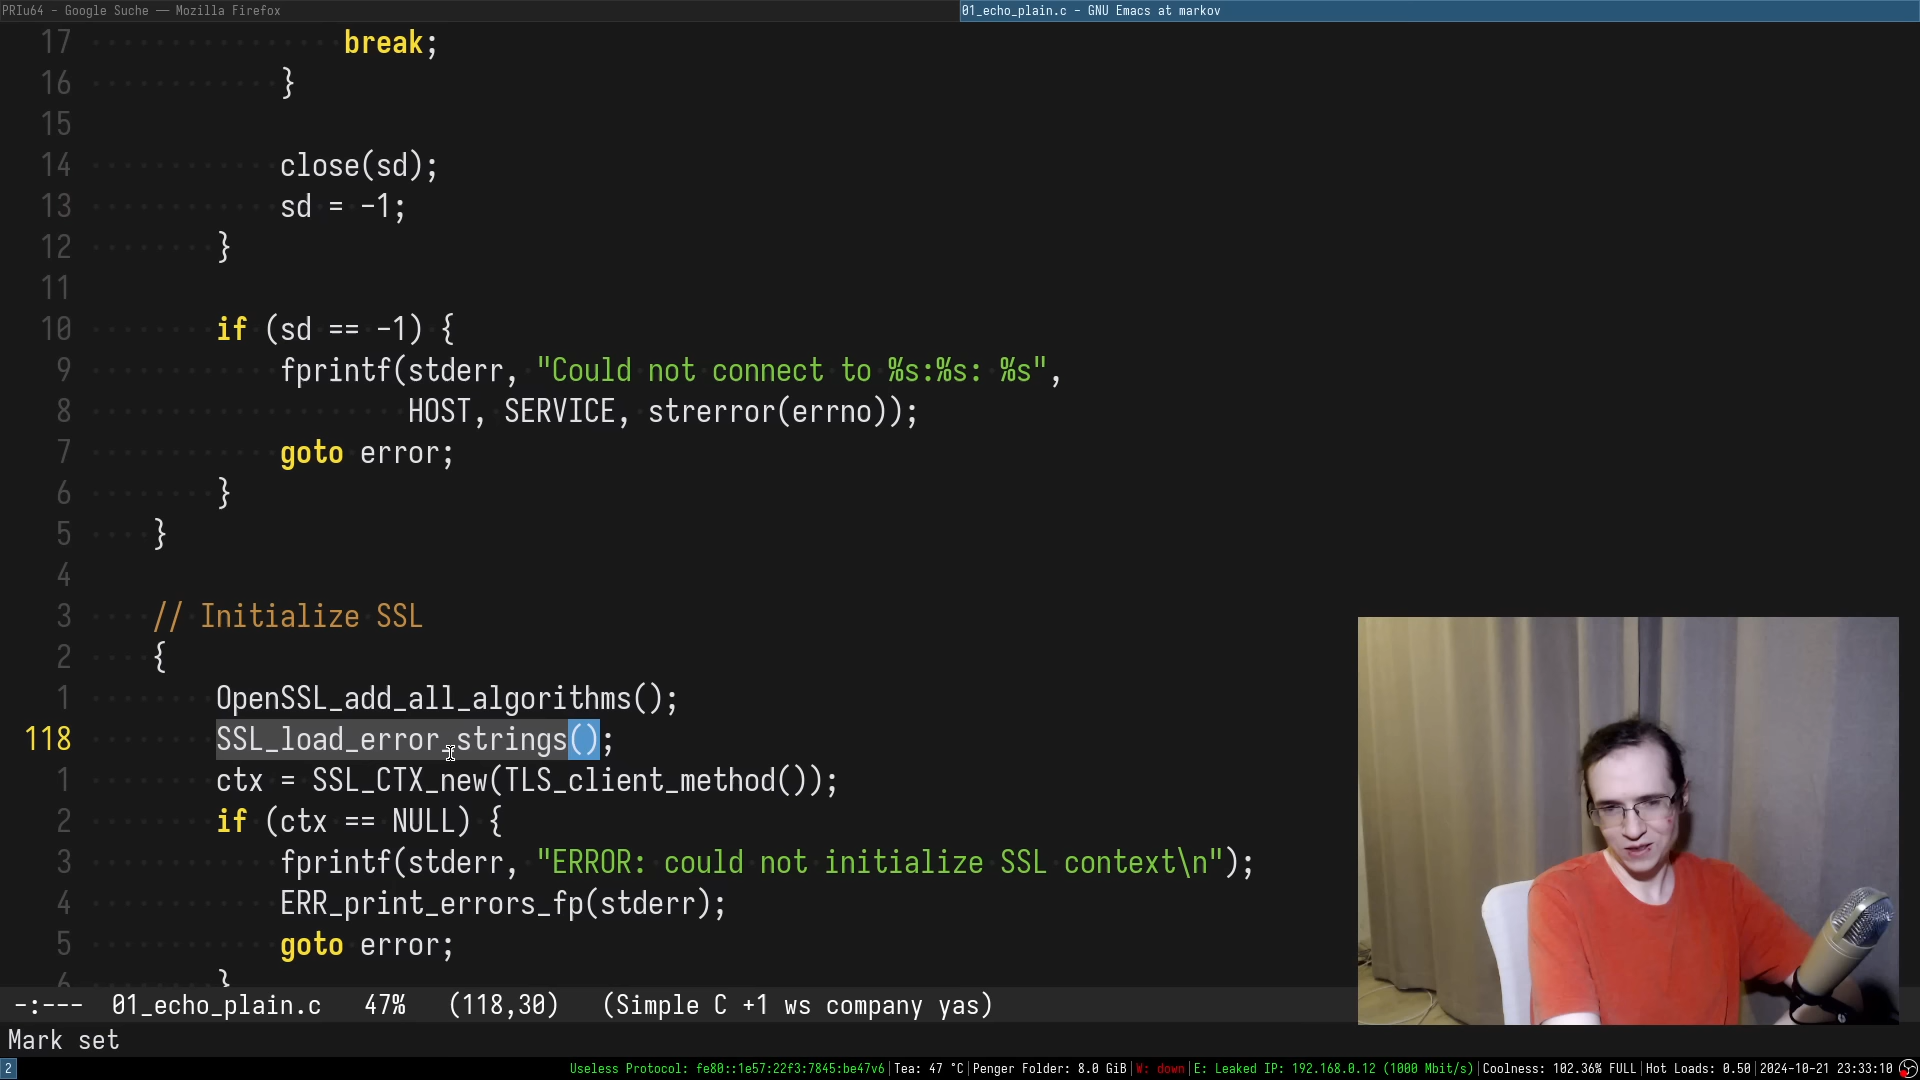 PRIu64 - Google Suche — Mozilla Firefox
01_echo_plain.c - GNU Emacs at markov
17 break;
16 }
15
14 close(sd);
13 sd = -1;
12 }
11
10 if (sd == -1) {
9 fprintf(stderr, "Could not connect to %s:%s: %s",
8 HOST, SERVICE, strerror(errno));
7 goto error;
6 }
5 }
4
3 // Initialize SSL
2 {
1 OpenSSL_add_all_algorithms();
118 SSL_load_error_strings();
1 ctx = SSL_CTX_new(TLS_client_method());
2 if (ctx == NULL) {
3 fprintf(stderr, "ERROR: could not initialize SSL context\n");
4 ERR_print_errors_fp(stderr);
5 goto error;
6 }
-:--- 01_echo_plain.c 47% (118,30) (Simple C +1 ws company yas)
Mark set
2 Useless Protocol: fe80::1e57:22f3:7845:be47v6|Tea: 47 °C|Penger Folder: 8.0 GiB|W: down|E: Leaked IP: 192.168.0.12 (1000 Mbit/s)|Coolness: 102.36% FULL|Hot Loads: 0.50|2024-10-21 23:33:10